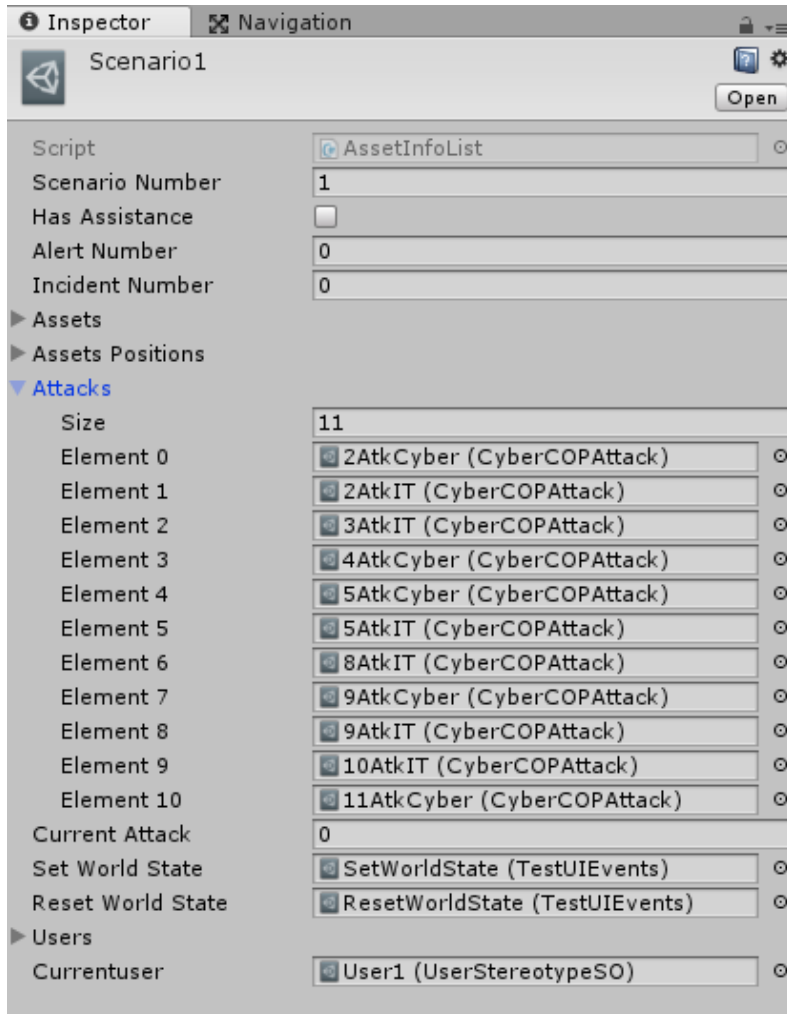 Inspector Navigation
Scenario1
Open
Script AssetInfoList
Scenario Number 1
Has Assistance
Alert Number 0
Incident Number 0
Assets
Assets Positions
Attacks
Size 11
Element 0 2AtkCyber (CyberCOPAttack)
Element 1 2AtkIT (CyberCOPAttack)
Element 2 3AtkIT (CyberCOPAttack)
Element 3 4AtkCyber (CyberCOPAttack)
Element 4 5AtkCyber (CyberCOPAttack)
Element 5 5AtkIT (CyberCOPAttack)
Element 6 8AtkIT (CyberCOPAttack)
Element 7 9AtkCyber (CyberCOPAttack)
Element 8 9AtkIT (CyberCOPAttack)
Element 9 10AtkIT (CyberCOPAttack)
Element 10 11AtkCyber (CyberCOPAttack)
Current Attack 0
Set World State SetWorldState (TestUIEvents)
Reset World State ResetWorldState (TestUIEvents)
Users
Currentuser User1 (UserStereotypeSO)